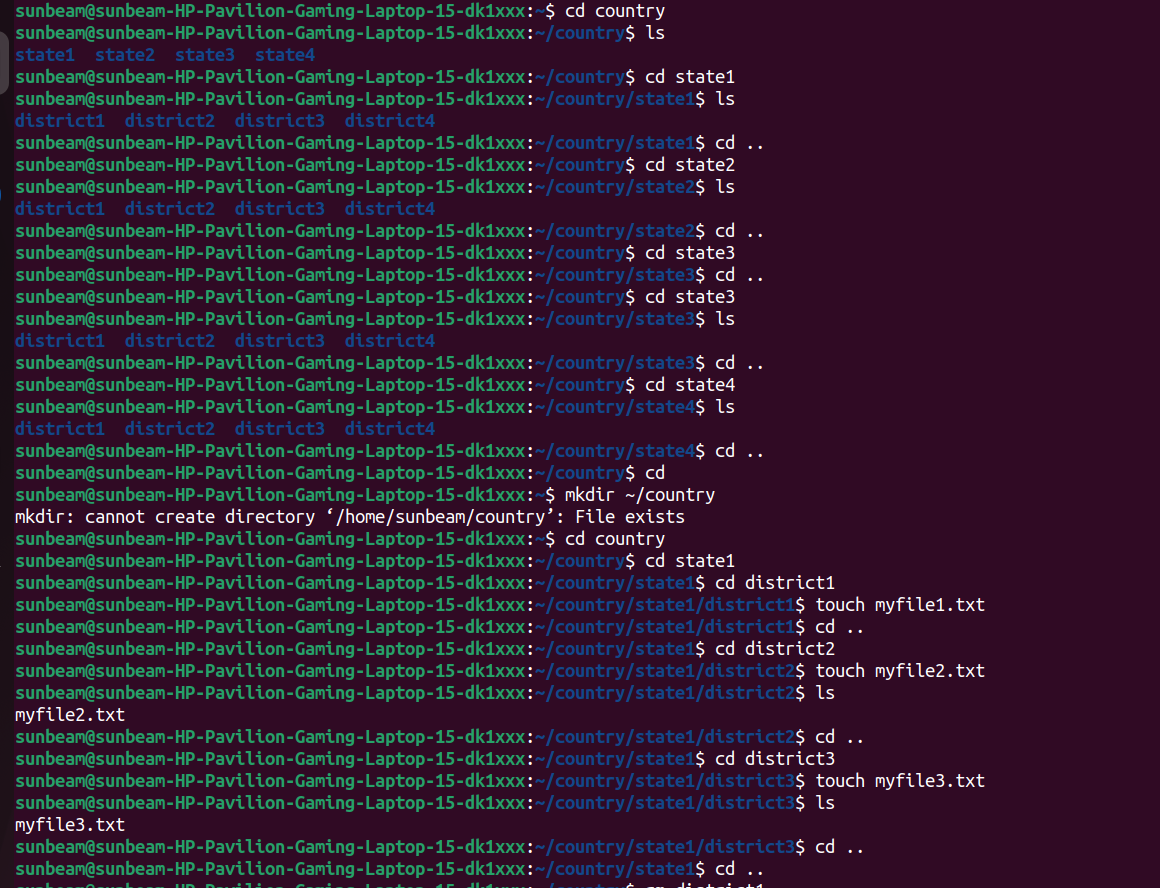 sunbeam@sunbeam-HP-Pavilion-Gaming-Laptop-15-dk1xxx:~$ cd country
sunbeam@sunbeam-HP-Pavilion-Gaming-Laptop-15-dk1xxx:~/country$ ls
state1  state2  state3  state4
sunbeam@sunbeam-HP-Pavilion-Gaming-Laptop-15-dk1xxx:~/country$ cd state1
sunbeam@sunbeam-HP-Pavilion-Gaming-Laptop-15-dk1xxx:~/country/state1$ ls
district1  district2  district3  district4
sunbeam@sunbeam-HP-Pavilion-Gaming-Laptop-15-dk1xxx:~/country/state1$ cd ..
sunbeam@sunbeam-HP-Pavilion-Gaming-Laptop-15-dk1xxx:~/country$ cd state2
sunbeam@sunbeam-HP-Pavilion-Gaming-Laptop-15-dk1xxx:~/country/state2$ ls
district1  district2  district3  district4
sunbeam@sunbeam-HP-Pavilion-Gaming-Laptop-15-dk1xxx:~/country/state2$ cd ..
sunbeam@sunbeam-HP-Pavilion-Gaming-Laptop-15-dk1xxx:~/country$ cd state3
sunbeam@sunbeam-HP-Pavilion-Gaming-Laptop-15-dk1xxx:~/country/state3$ cd ..
sunbeam@sunbeam-HP-Pavilion-Gaming-Laptop-15-dk1xxx:~/country$ cd state3
sunbeam@sunbeam-HP-Pavilion-Gaming-Laptop-15-dk1xxx:~/country/state3$ ls
district1  district2  district3  district4
sunbeam@sunbeam-HP-Pavilion-Gaming-Laptop-15-dk1xxx:~/country/state3$ cd ..
sunbeam@sunbeam-HP-Pavilion-Gaming-Laptop-15-dk1xxx:~/country$ cd state4
sunbeam@sunbeam-HP-Pavilion-Gaming-Laptop-15-dk1xxx:~/country/state4$ ls
district1  district2  district3  district4
sunbeam@sunbeam-HP-Pavilion-Gaming-Laptop-15-dk1xxx:~/country/state4$ cd ..
sunbeam@sunbeam-HP-Pavilion-Gaming-Laptop-15-dk1xxx:~/country$ cd
sunbeam@sunbeam-HP-Pavilion-Gaming-Laptop-15-dk1xxx:~$ mkdir ~/country
mkdir: cannot create directory ‘/home/sunbeam/country’: File exists
sunbeam@sunbeam-HP-Pavilion-Gaming-Laptop-15-dk1xxx:~$ cd country
sunbeam@sunbeam-HP-Pavilion-Gaming-Laptop-15-dk1xxx:~/country$ cd state1
sunbeam@sunbeam-HP-Pavilion-Gaming-Laptop-15-dk1xxx:~/country/state1$ cd district1
sunbeam@sunbeam-HP-Pavilion-Gaming-Laptop-15-dk1xxx:~/country/state1/district1$ touch myfile1.txt
sunbeam@sunbeam-HP-Pavilion-Gaming-Laptop-15-dk1xxx:~/country/state1/district1$ cd ..
sunbeam@sunbeam-HP-Pavilion-Gaming-Laptop-15-dk1xxx:~/country/state1$ cd district2
sunbeam@sunbeam-HP-Pavilion-Gaming-Laptop-15-dk1xxx:~/country/state1/district2$ touch myfile2.txt
sunbeam@sunbeam-HP-Pavilion-Gaming-Laptop-15-dk1xxx:~/country/state1/district2$ ls
myfile2.txt
sunbeam@sunbeam-HP-Pavilion-Gaming-Laptop-15-dk1xxx:~/country/state1/district2$ cd ..
sunbeam@sunbeam-HP-Pavilion-Gaming-Laptop-15-dk1xxx:~/country/state1$ cd district3
sunbeam@sunbeam-HP-Pavilion-Gaming-Laptop-15-dk1xxx:~/country/state1/district3$ touch myfile3.txt
sunbeam@sunbeam-HP-Pavilion-Gaming-Laptop-15-dk1xxx:~/country/state1/district3$ ls
myfile3.txt
sunbeam@sunbeam-HP-Pavilion-Gaming-Laptop-15-dk1xxx:~/country/state1/district3$ cd ..
sunbeam@sunbeam-HP-Pavilion-Gaming-Laptop-15-dk1xxx:~/country/state1$ cd ..